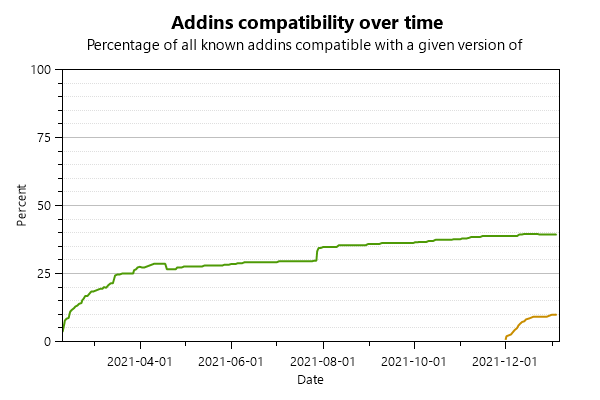 Addins compatibility over time
Percentage of all known addins compatible with a given version of
100
75
50
25
0
Percent
2021-04-01 2021-06-01 2021-08-01 2021-10-01 2021-12-01
Date